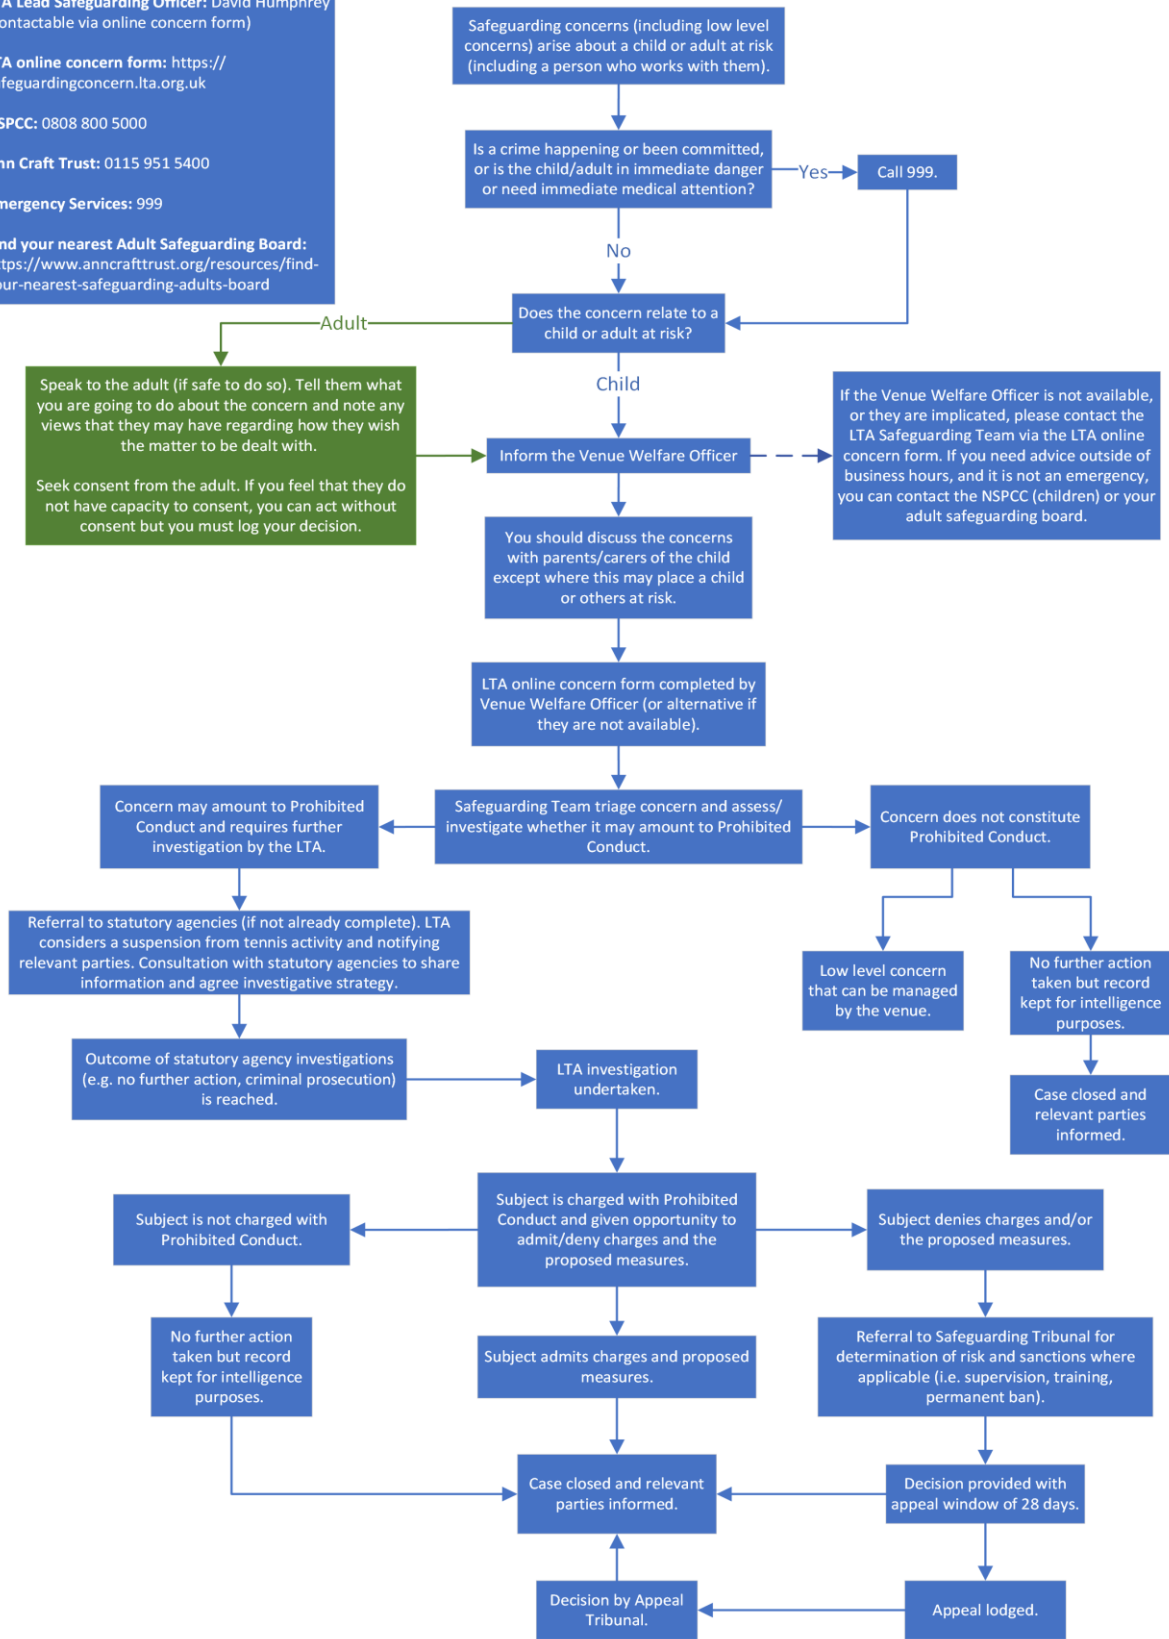 A Lead Safeguarding Officer: David Humphrey
ontactable via online concern form)
TA online concern form: https://
feguardingconcern.lta.org.uk
SPCC: 0808 800 5000
nn Craft Trust: 0115 951 5400
mergency Services: 999
nd your nearest Adult Safeguarding Board:
ttps://www.anncrafttrust.org/resources/find-
our-nearest-safeguarding-adults-board
Safeguarding concerns (including low level
concerns) arise about a child or adult at risk
(including a person who works with them).
Is a crime happening or been committed,
or is the child/adult in immediate danger
or need immediate medical attention?
Yes
Call 999.
No
Does the concern relate to a
child or adult at risk?
Adult
Child
Speak to the adult (if safe to do so). Tell them what
you are going to do about the concern and note any
views that they may have regarding how they wish
the matter to be dealt with.
Seek consent from the adult. If you feel that they do
not have capacity to consent, you can act without
consent but you must log your decision.
Inform the Venue Welfare Officer
If the Venue Welfare Officer is not available,
or they are implicated, please contact the
LTA Safeguarding Team via the LTA online
concern form. If you need advice outside of
business hours, and it is not an emergency,
you can contact the NSPCC (children) or your
adult safeguarding board.
You should discuss the concerns
with parents/carers of the child
except where this may place a child
or others at risk.
LTA online concern form completed by
Venue Welfare Officer (or alternative if
they are not available).
Concern may amount to Prohibited
Conduct and requires further
investigation by the LTA.
Safeguarding Team triage concern and assess/
investigate whether it may amount to Prohibited
Conduct.
Concern does not constitute
Prohibited Conduct.
Referral to statutory agencies (if not already complete). LTA
considers a suspension from tennis activity and notifying
relevant parties. Consultation with statutory agencies to share
information and agree investigative strategy.
Low level concern
that can be managed
by the venue.
No further action
taken but record
kept for intelligence
purposes.
Outcome of statutory agency investigations
(e.g. no further action, criminal prosecution)
is reached.
LTA investigation
undertaken.
Case closed and
relevant parties
informed.
Subject is not charged with
Prohibited Conduct.
Subject is charged with Prohibited
Conduct and given opportunity to
admit/deny charges and the
proposed measures.
Subject denies charges and/or
the proposed measures.
No further action
taken but record
kept for intelligence
purposes.
Subject admits charges and proposed
measures.
Referral to Safeguarding Tribunal for
determination of risk and sanctions where
applicable (i.e. supervision, training,
permanent ban).
Case closed and relevant
parties informed.
Decision provided with
appeal window of 28 days.
Decision by Appeal
Tribunal.
Appeal lodged.